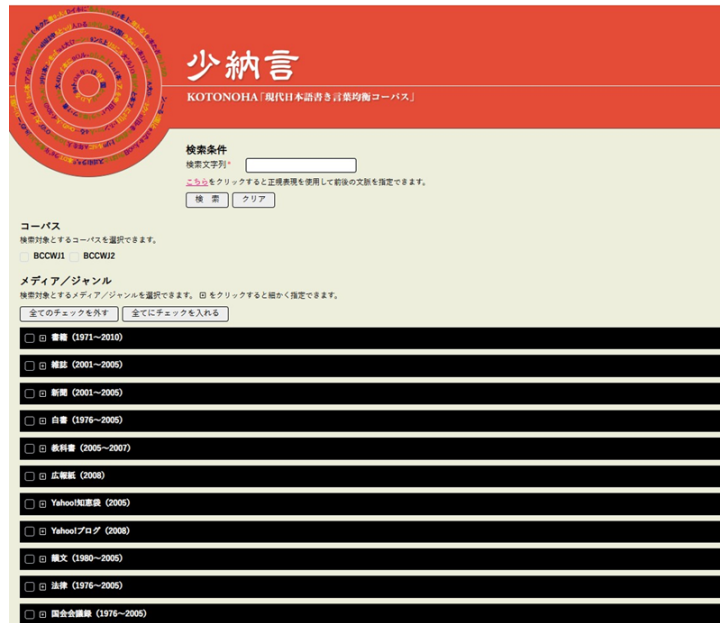 少納言
KOTONOHA「現代日本語書き言葉均衡コーパス」
検索条件
検索文字列*
こちらをクリックすると正規表現を使用して前後の文脈を指定できます。
検 索 クリア
コーパス
検索対象とするコーパスを選択できます。
BCCWJ1 BCCWJ2
メディア／ジャンル
検索対象とするメディア／ジャンルを選択できます。 をクリックすると細かく指定できます。
全てのチェックを外す 全てにチェックを入れる
書籍（1971～2010）
雑誌（2001～2005）
新聞（2001～2005）
白書（1976～2005）
教科書（2005～2007）
広報紙（2008）
Yahoo!知恵袋（2005）
Yahoo!ブログ（2008）
韻文（1980～2005）
法律（1976～2005）
国会会議録（1976～2005）